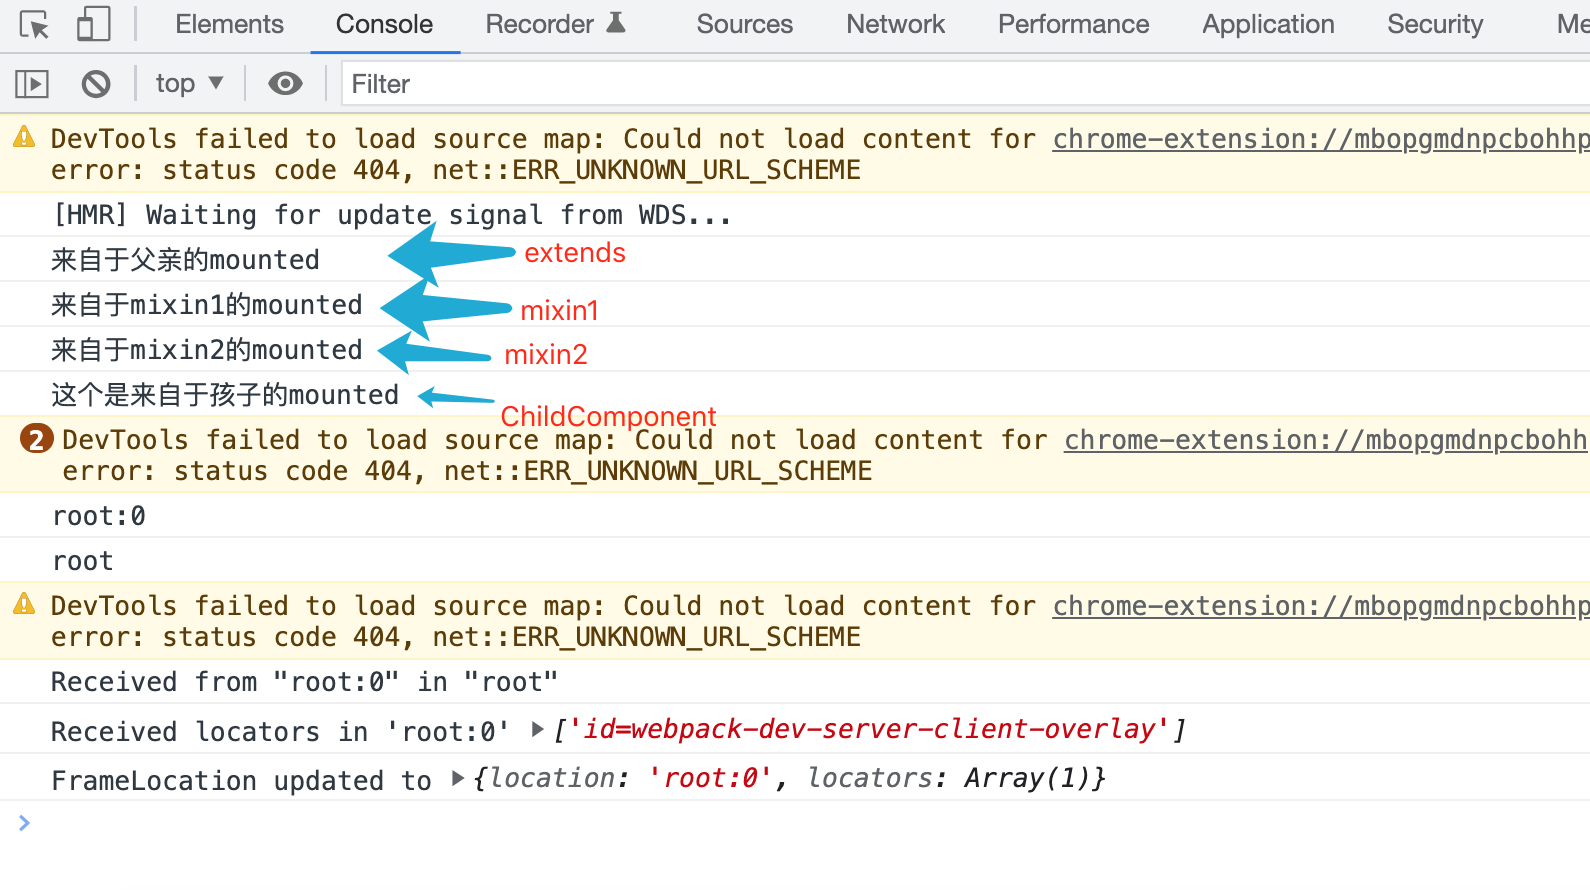 Elements Console Recorder Sources Network Performance Application Security Me
top ▼ Filter
DevTools failed to load source map: Could not load content for chrome-extension://mbopgmdnpcbohhp
error: status code 404, net::ERR_UNKNOWN_URL_SCHEME
[HMR] Waiting for update signal from WDS...
来自于父亲的mounted extends
来自于mixin1的mounted mixin1
来自于mixin2的mounted mixin2
这个是来自于孩子的mounted ChildComponent
2 DevTools failed to load source map: Could not load content for chrome-extension://mbopgmdnpcbohh
error: status code 404, net::ERR_UNKNOWN_URL_SCHEME
root:0
root
DevTools failed to load source map: Could not load content for chrome-extension://mbopgmdnpcbohhp
error: status code 404, net::ERR_UNKNOWN_URL_SCHEME
Received from "root:0" in "root"
Received locators in 'root:0' ▶ ['id=webpack-dev-server-client-overlay']
FrameLocation updated to ▶ {location: 'root:0', locators: Array(1)}